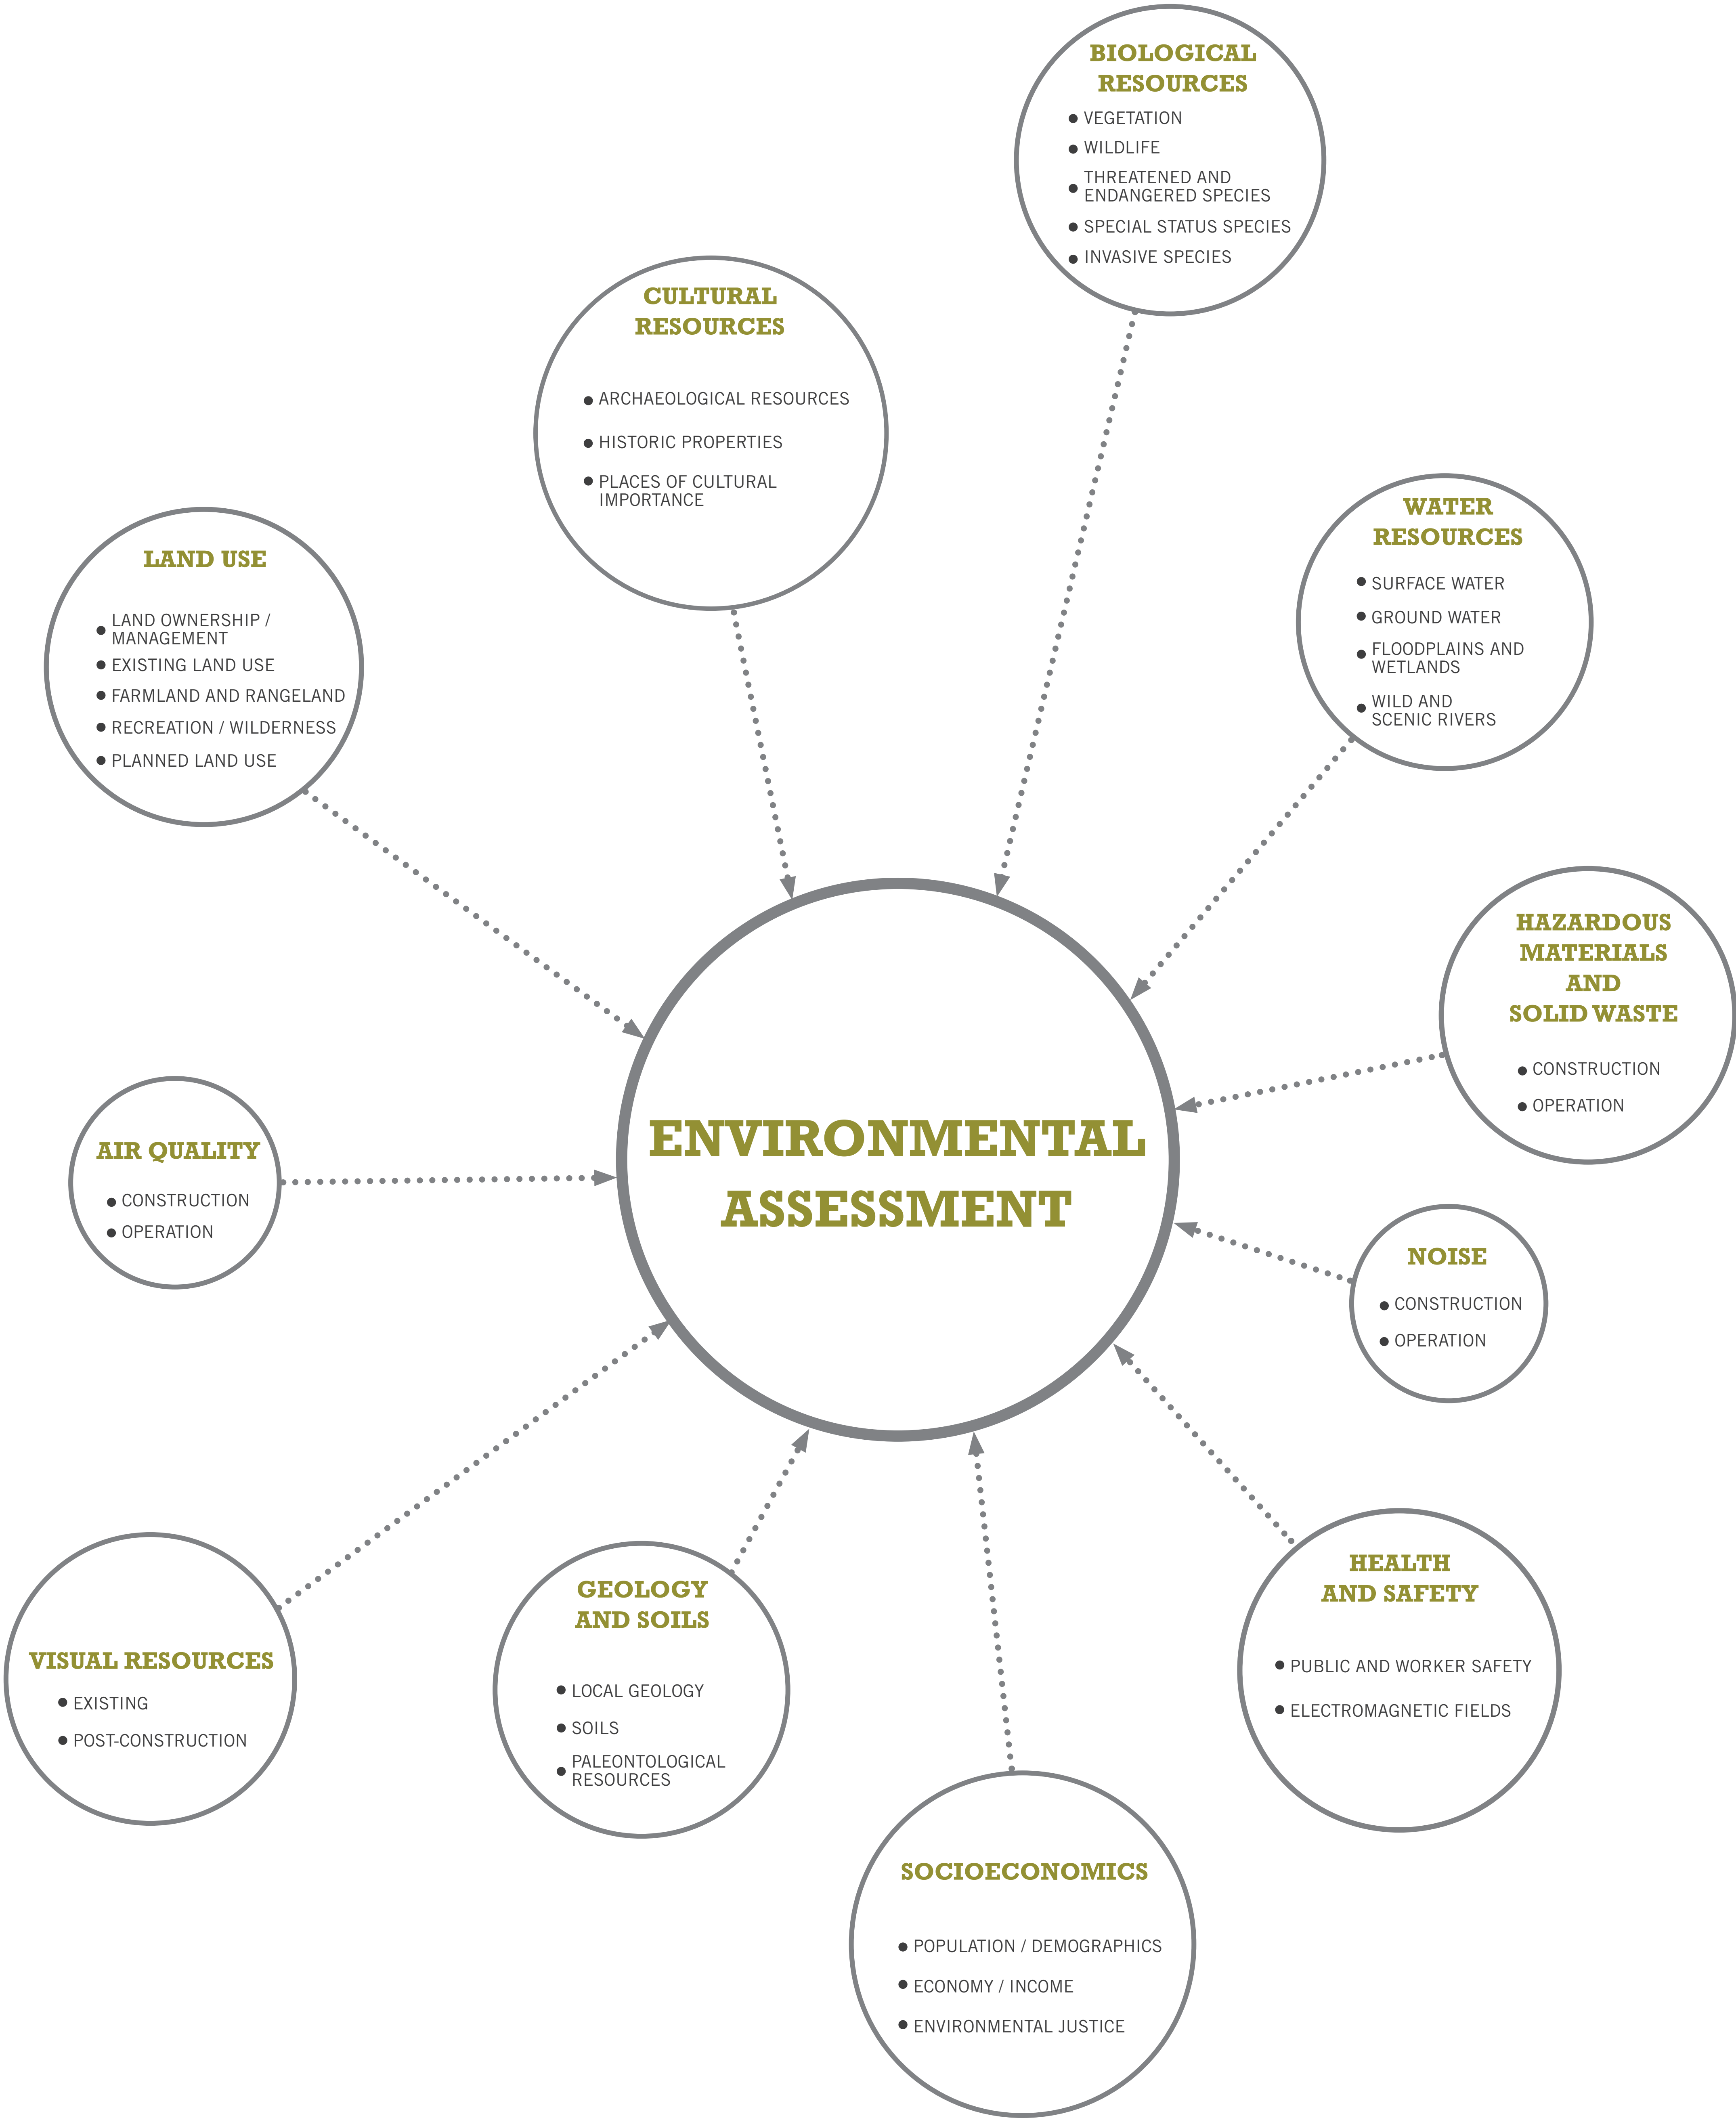 BIOLOGICAL
RESOURCES
VEGETATION
WILDLIFE
THREATENED AND
ENDANGERED SPECIES
SPECIAL STATUS SPECIES
INVASIVE SPECIES
CULTURAL
RESOURCES
ARCHAEOLOGICAL RESOURCES
HISTORIC PROPERTIES
PLACES OF CULTURAL
IMPORTANCE
WATER
RESOURCES
SURFACE WATER
GROUND WATER
FLOODPLAINS AND
WETLANDS
WILD AND
SCENIC RIVERS
LAND USE
LAND OWNERSHIP /
MANAGEMENT
EXISTING LAND USE
FARMLAND AND RANGELAND
RECREATION / WILDERNESS
PLANNED LAND USE
HAZARDOUS
MATERIALS
AND
SOLID WASTE
CONSTRUCTION
OPERATION
ENVIRONMENTAL
ASSESSMENT
AIR QUALITY
CONSTRUCTION
OPERATION
NOISE
CONSTRUCTION
OPERATION
HEALTH
AND SAFETY
PUBLIC AND WORKER SAFETY
ELECTROMAGNETIC FIELDS
GEOLOGY
AND SOILS
LOCAL GEOLOGY
SOILS
PALEONTOLOGICAL
RESOURCES
VISUAL RESOURCES
EXISTING
POST-CONSTRUCTION
SOCIOECONOMICS
POPULATION / DEMOGRAPHICS
ECONOMY / INCOME
ENVIRONMENTAL JUSTICE